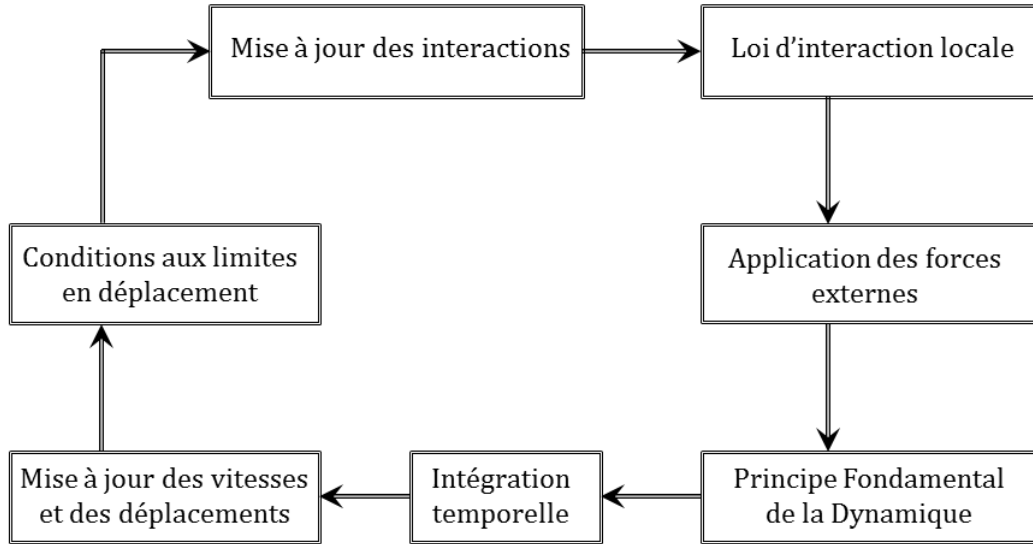 Mise à jour des interactions
Loi d'interaction locale
Application des forces
externes
Principe Fondamental
de la Dynamique
Intégration
temporelle
Mise à jour des vitesses
et des déplacements
Conditions aux limites
en déplacement